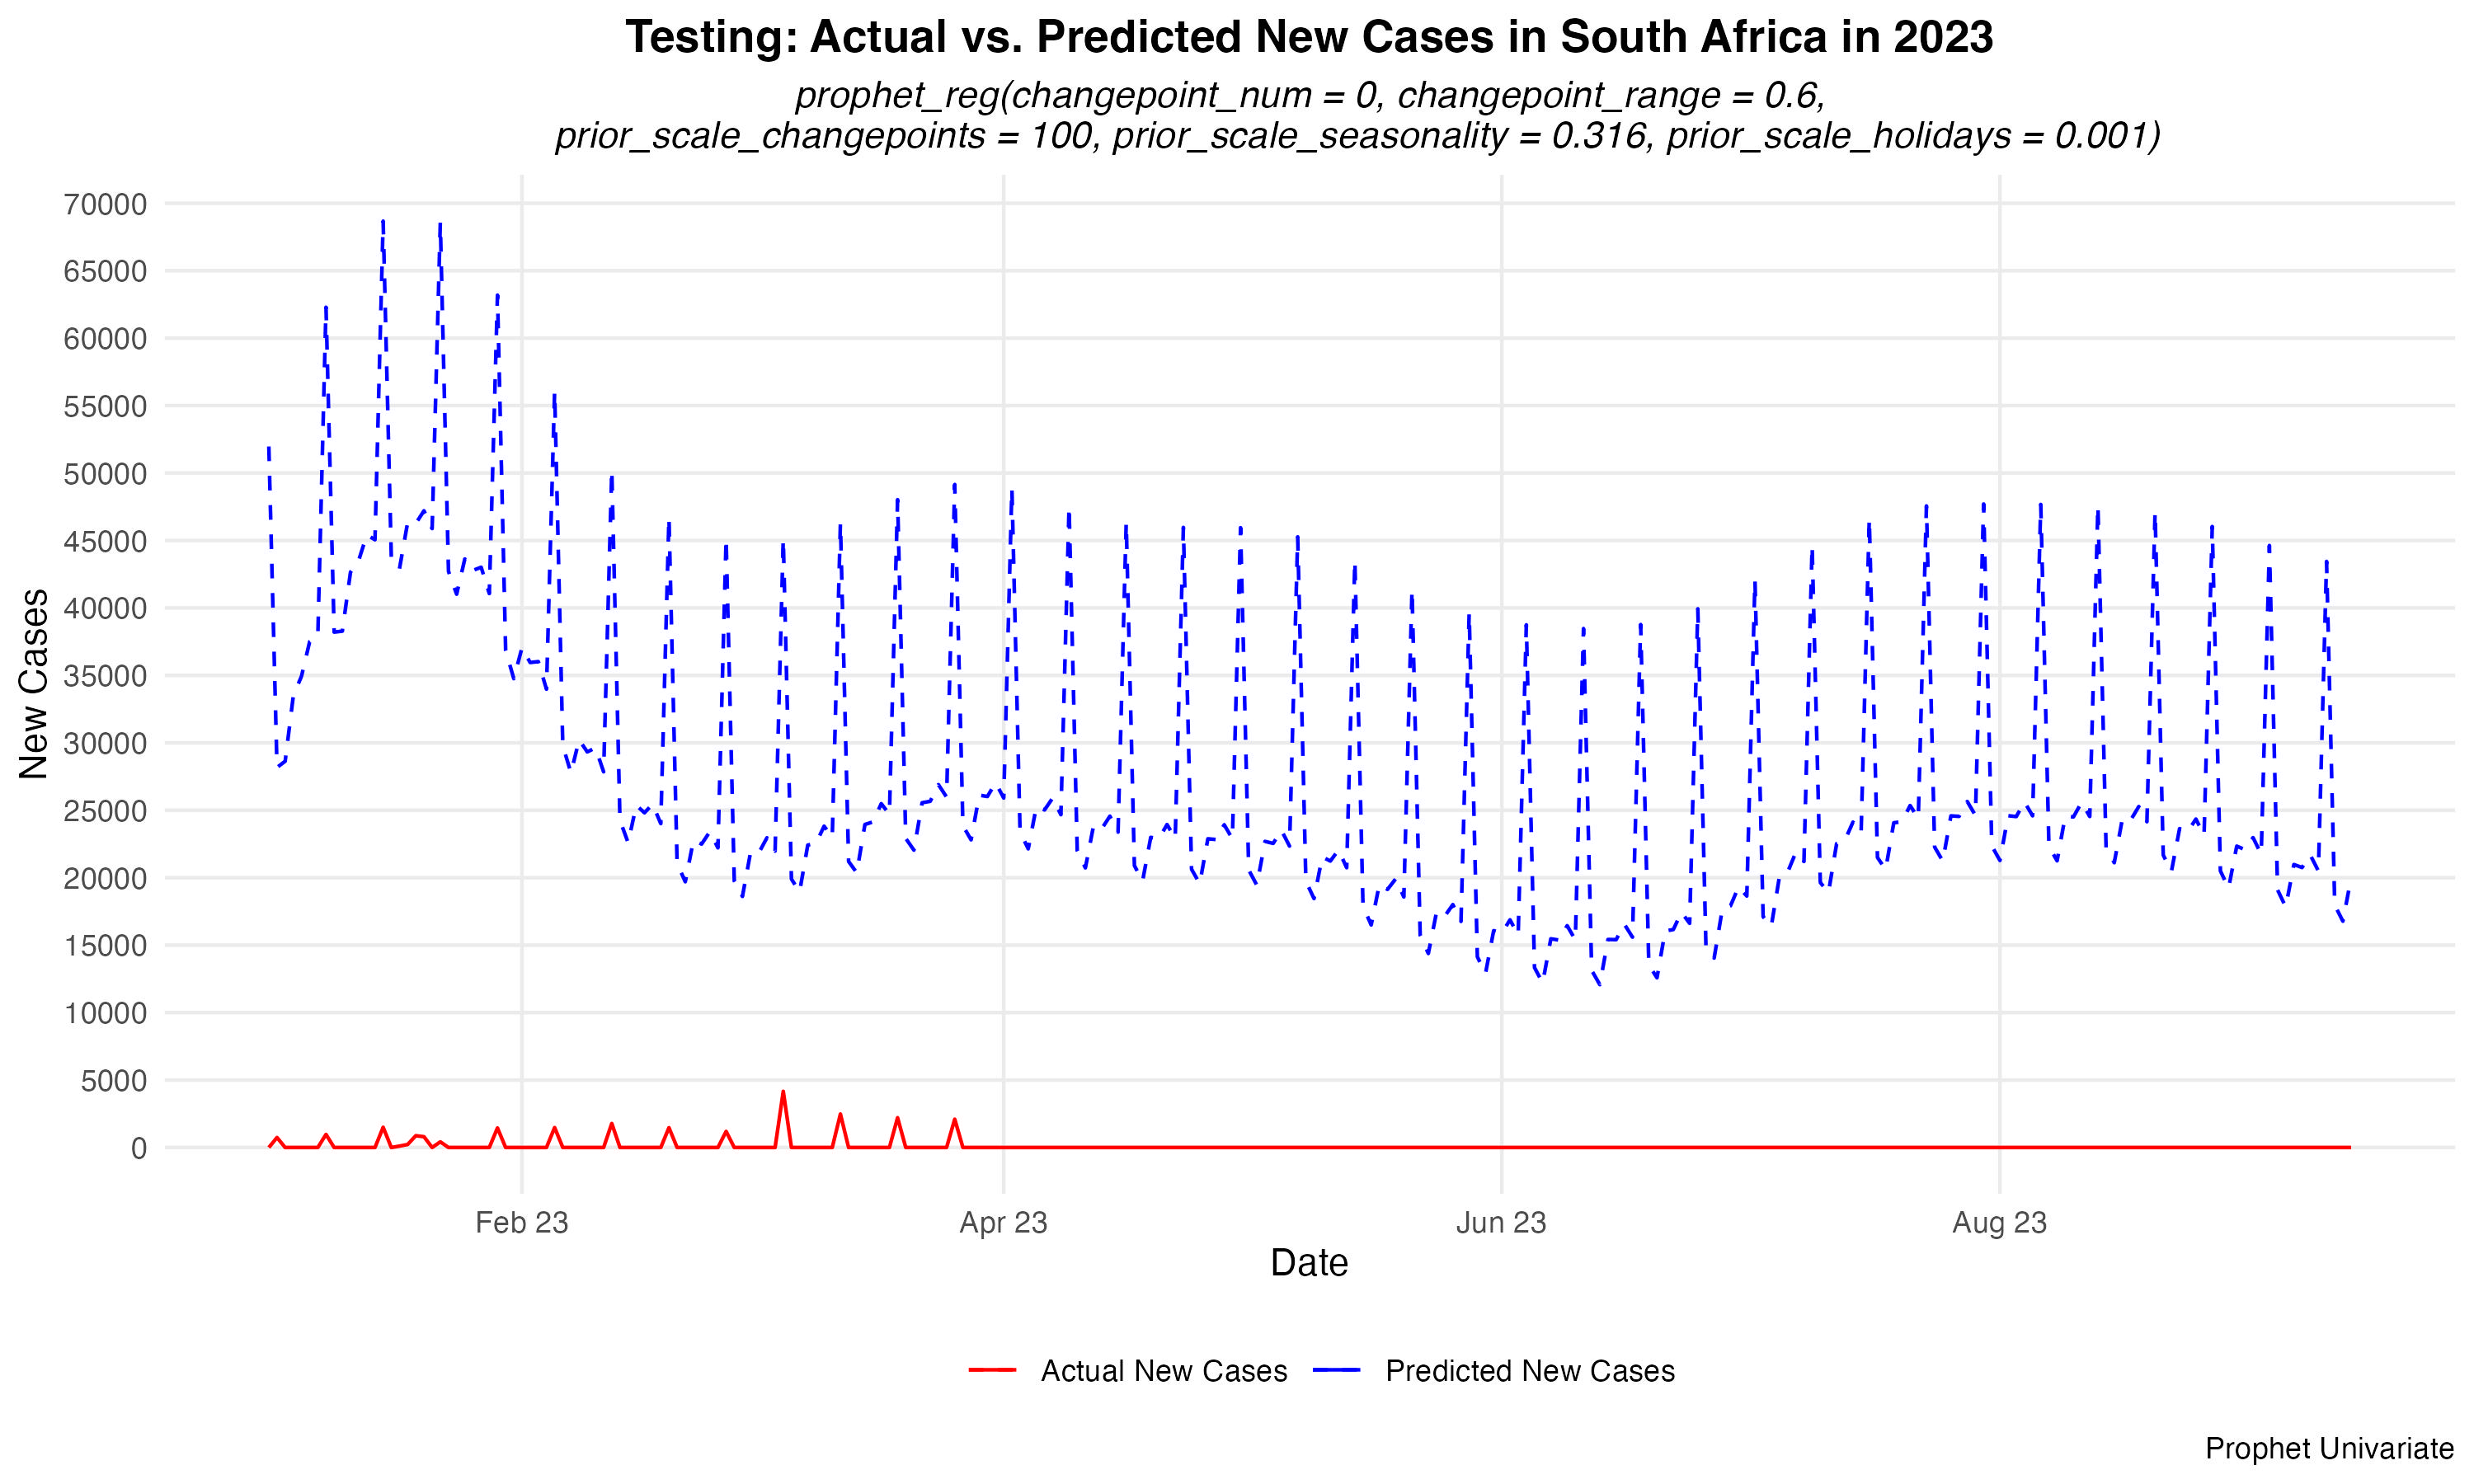 Testing: Actual vs. Predicted New Cases in South Africa in 2023
prophet_reg(changepoint_num = 0, changepoint_range = 0.6,
prior_scale_changepoints = 100, prior_scale_seasonality = 0.316, prior_scale_holidays = 0.001)
New Cases
70000
65000
60000
55000
50000
45000
40000
35000
30000
25000
20000
15000
10000
5000
0
Feb 23 Apr 23 Jun 23 Aug 23
Date
Actual New Cases Predicted New Cases
Prophet Univariate